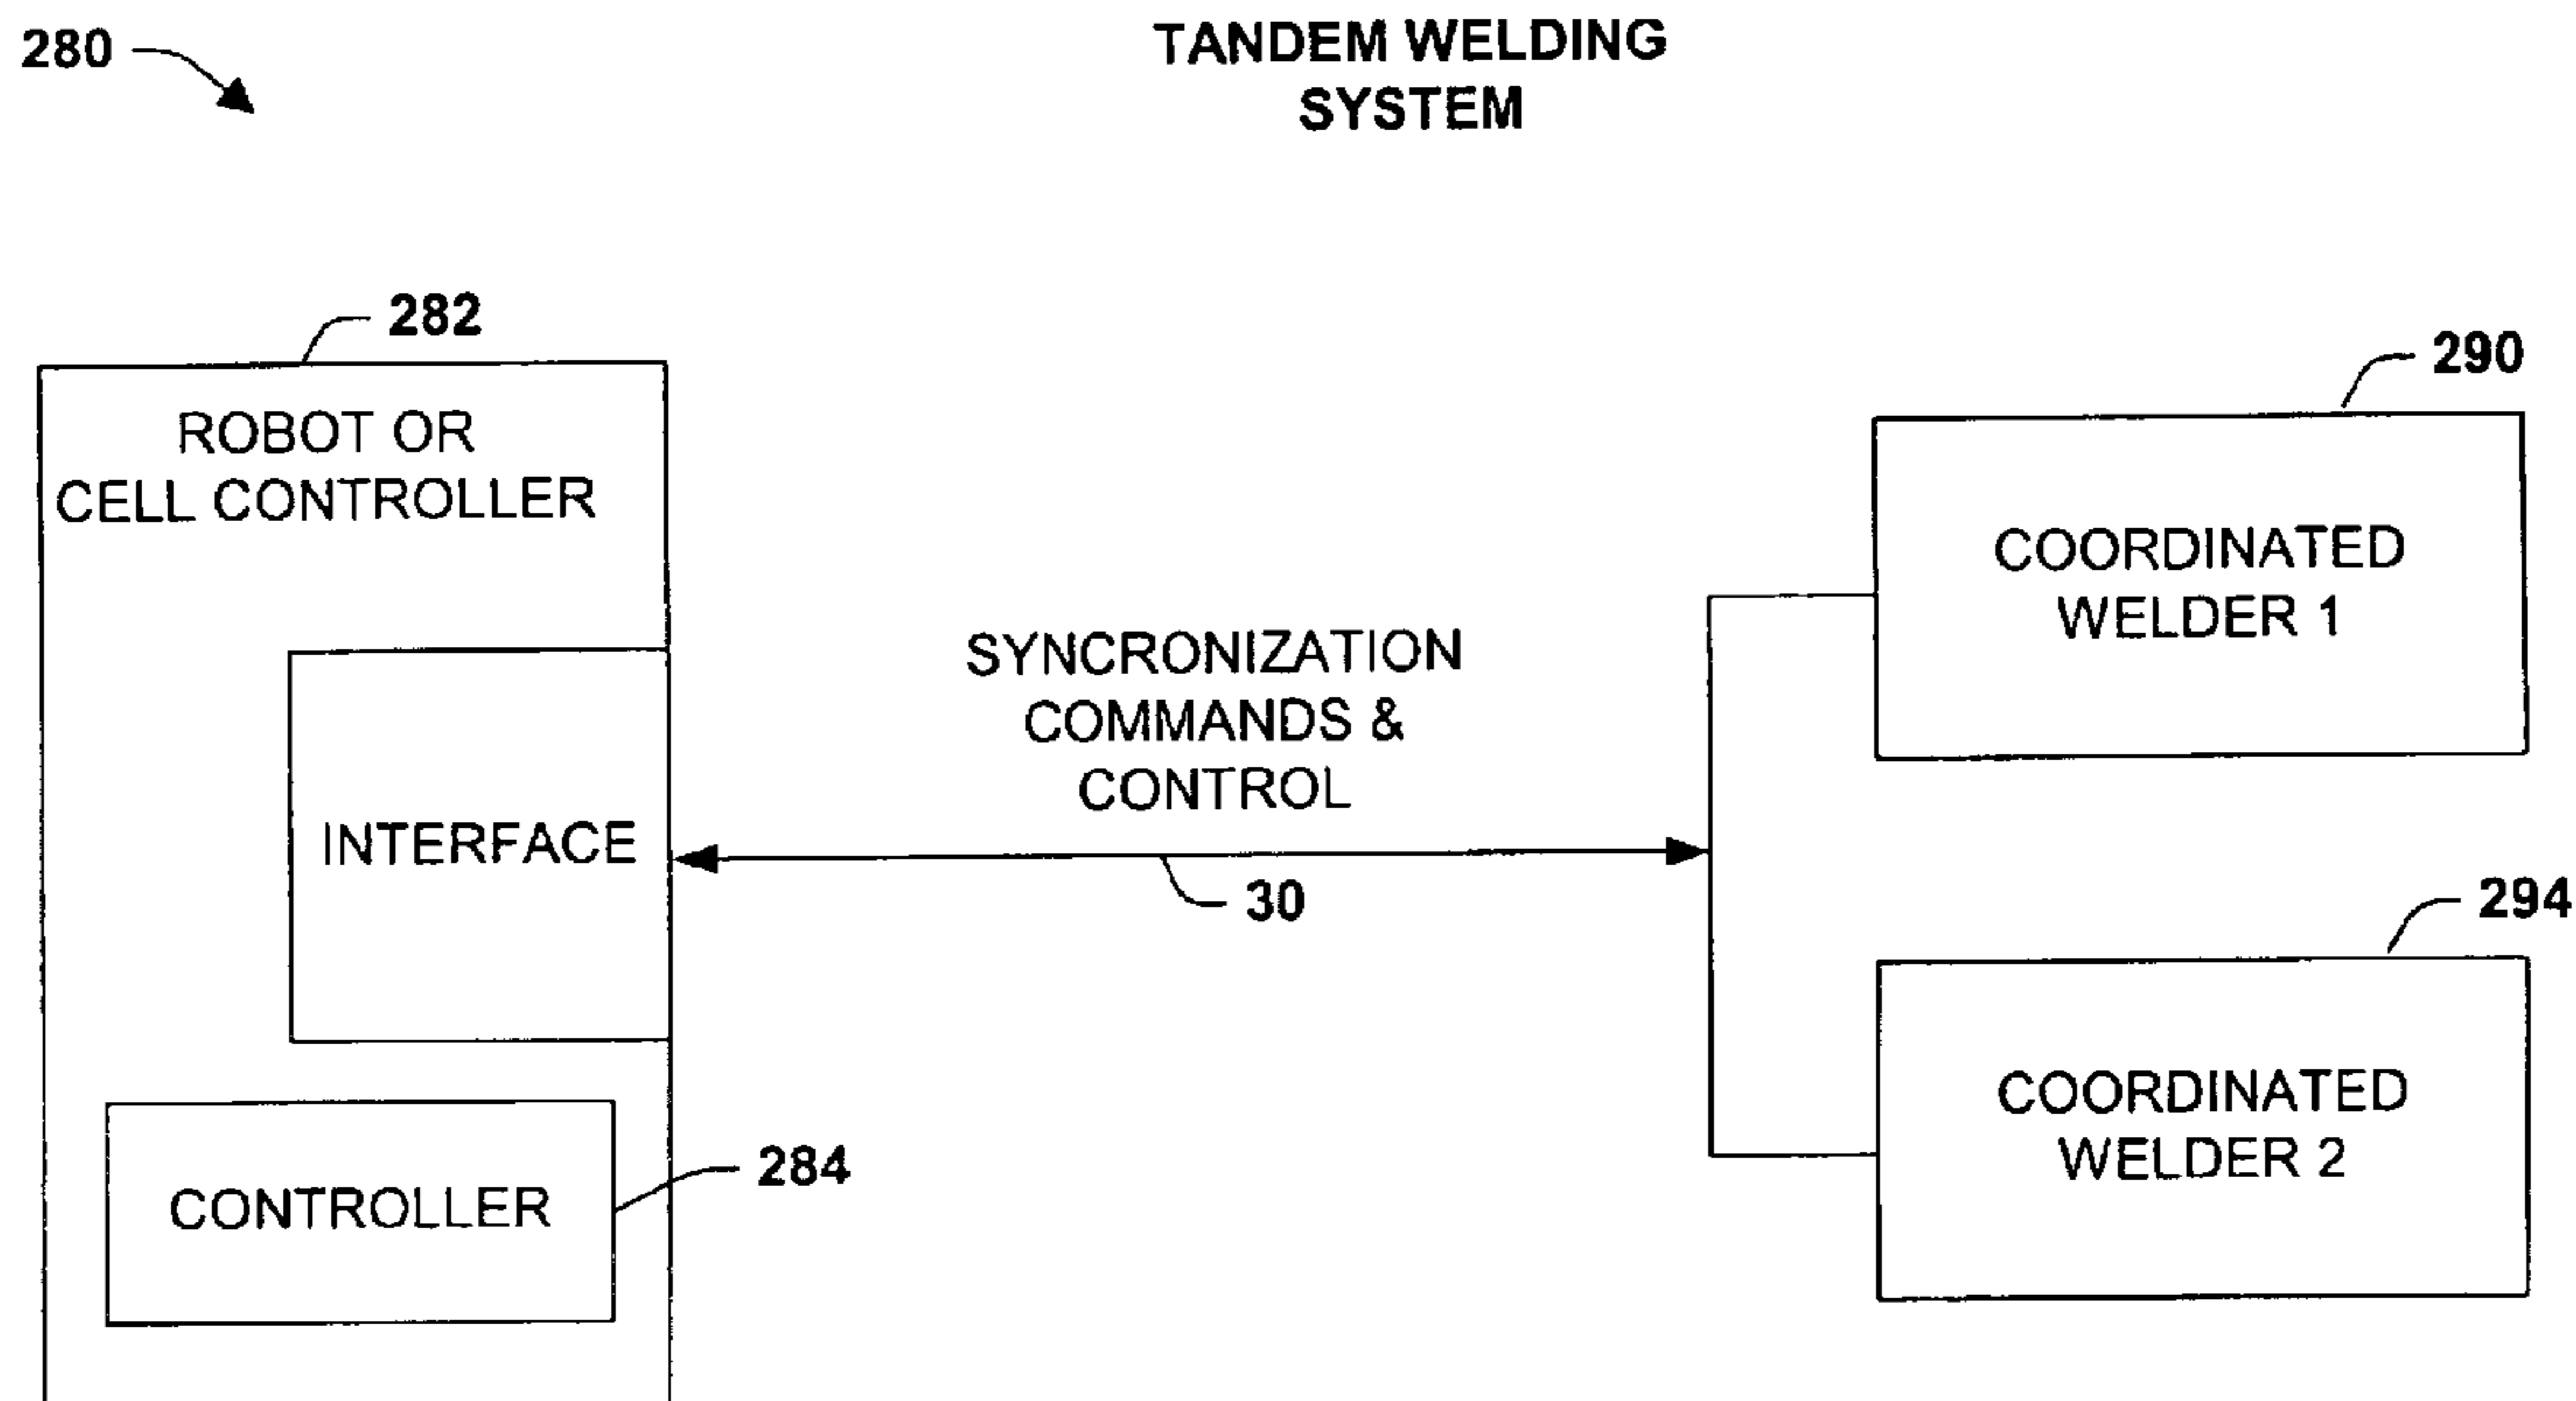 280
TANDEM WELDING
SYSTEM
282
ROBOT OR
CELL CONTROLLER
290
COORDINATED
WELDER 1
SYNCRONIZATION
COMMANDS &
CONTROL
INTERFACE
30
294
COORDINATED
WELDER 2
284
CONTROLLER